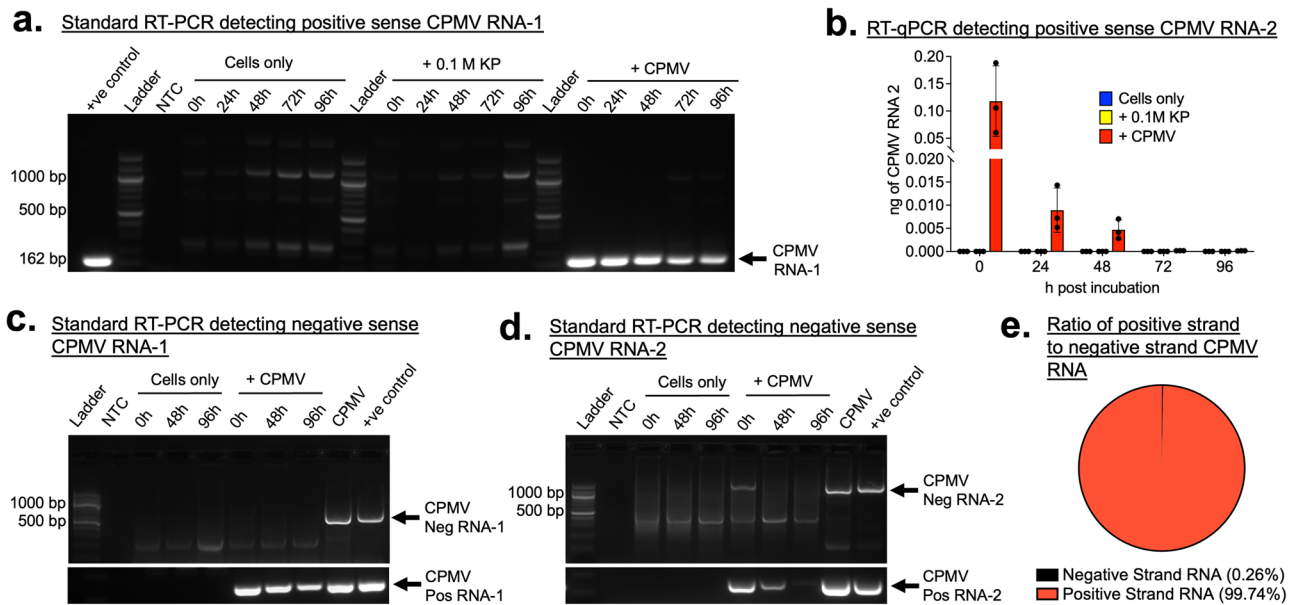 a. Standard RT-PCR detecting positive sense CPMV RNA-1
Cells only
+ 0.1 M KP
+ CPMV
+ve control
Ladder
NTC
0h
24h
48h
72h
96h
Ladder
0h
24h
48h
72h
96h
Ladder
0h
24h
48h
72h
96h
1000 bp
500 bp
162 bp
CPMV
RNA-1
b. RT-qPCR detecting positive sense CPMV RNA-2
ng of CPMV RNA 2
0.20
0.15
0.10
0.05
0.020
0.015
0.010
0.005
0.000
Cells only
+ 0.1M KP
+ CPMV
0 24 48 72 96
h post incubation
c. Standard RT-PCR detecting negative sense
CPMV RNA-1
Cells only
+ CPMV
Ladder
NTC
0h
48h
96h
0h
48h
96h
CPMV
+ve control
1000 bp
500 bp
CPMV
Neg RNA-1
CPMV
Pos RNA-1
d. Standard RT-PCR detecting negative sense
CPMV RNA-2
Cells only
+ CPMV
Ladder
NTC
0h
48h
96h
0h
48h
96h
CPMV
+ve control
1000 bp
500 bp
CPMV
Neg RNA-2
CPMV
Pos RNA-2
e. Ratio of positive strand
to negative strand CPMV
RNA
Negative Strand RNA (0.26%)
Positive Strand RNA (99.74%)